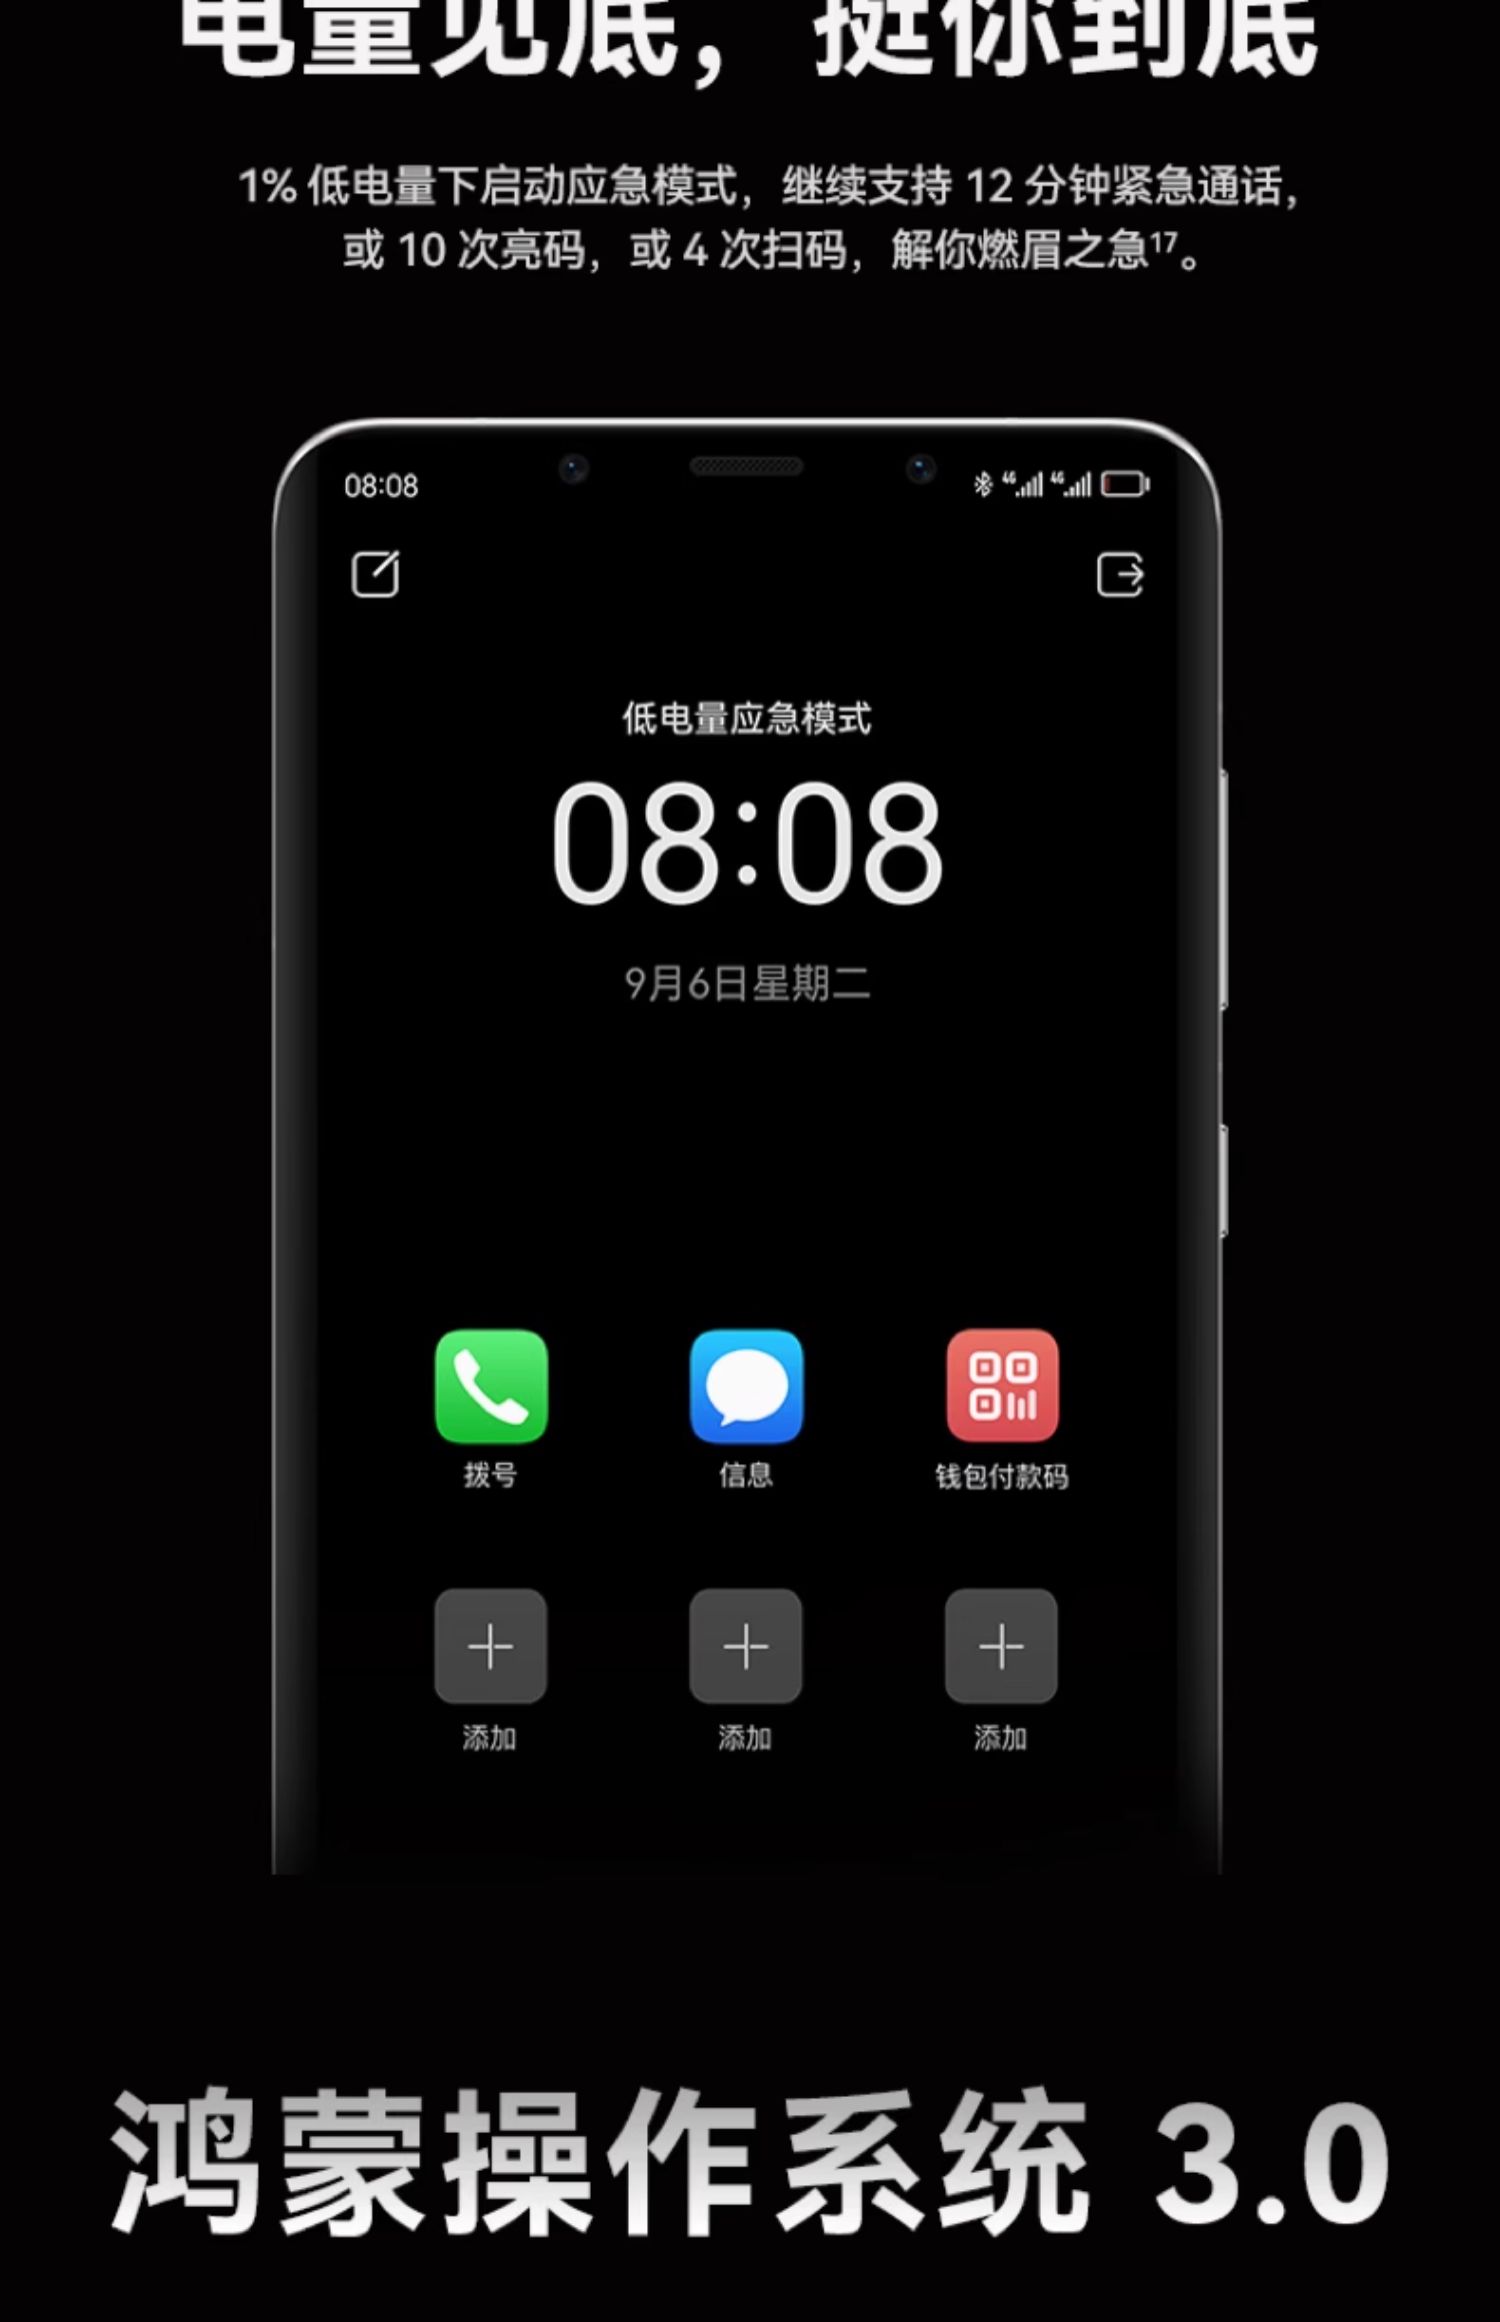 电量见底，挺你到底
1% 低电量下启动应急模式，继续支持 12 分钟紧急通话，
或 10 次亮码，或 4 次扫码，解你燃眉之急¹⁷。
08:08
4G 4G
低电量应急模式
08:08
9月6日星期二
拨号 信息 钱包付款码
添加 添加 添加
鸿蒙操作系统 3.0